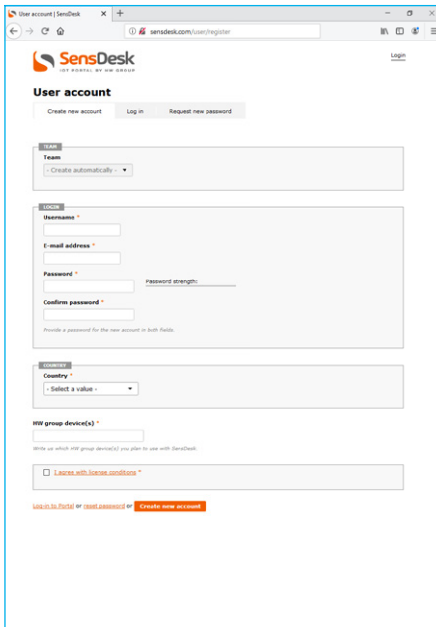 User account | SensDesk
sensdesk.com/user/register
SensDesk
IOT PORTAL BY HW GROUP
Login
User account
Create new account Log in Request new password
TEAM
Team
- Create automatically -
LOGIN
Username *
E-mail address *
Password *
Password strength:
Confirm password *
Provide a password for the new account in both fields.
COUNTRY
Country *
- Select a value -
HW group device(s) *
Write us which HW group device(s) you plan to use with SensDesk.
I agree with license conditions *
Log-in to Portal or reset password or Create new account